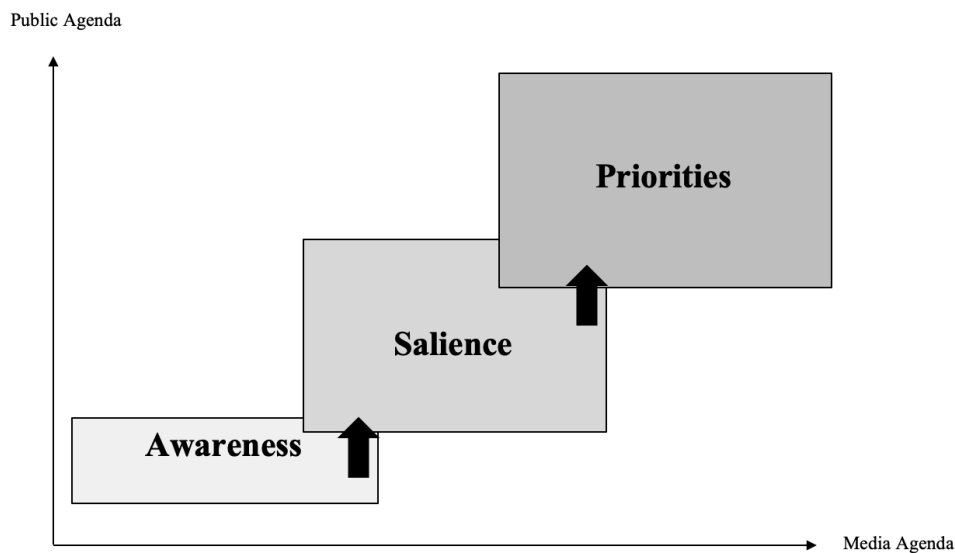 Public Agenda
Priorities
Salience
Awareness
Media Agenda